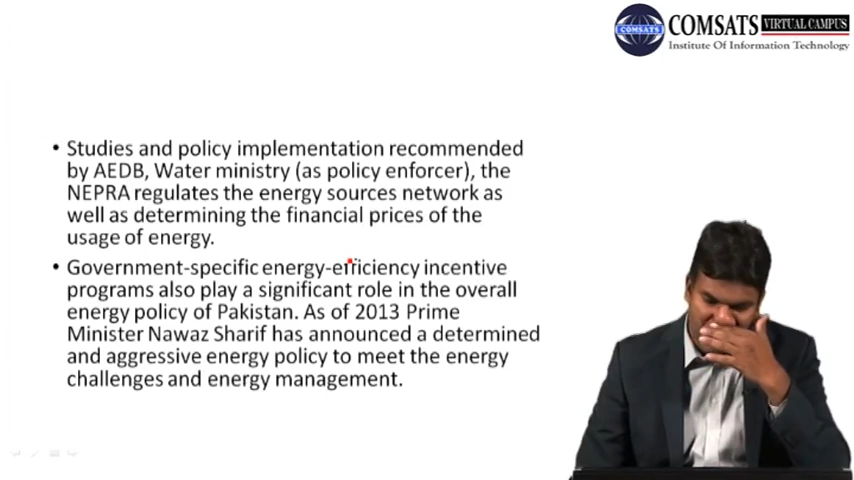 COMSATS VIRTUAL CAMPUS
COMSATS
Institute Of Information Technology
• Studies and policy implementation recommended
by AEDB, Water ministry (as policy enforcer), the
NEPRA regulates the energy sources network as
well as determining the financial prices of the
usage of energy.
• Government-specific energy-efficiency incentive
programs also play a significant role in the overall
energy policy of Pakistan. As of 2013 Prime
Minister Nawaz Sharif has announced a determined
and aggressive energy policy to meet the energy
challenges and energy management.